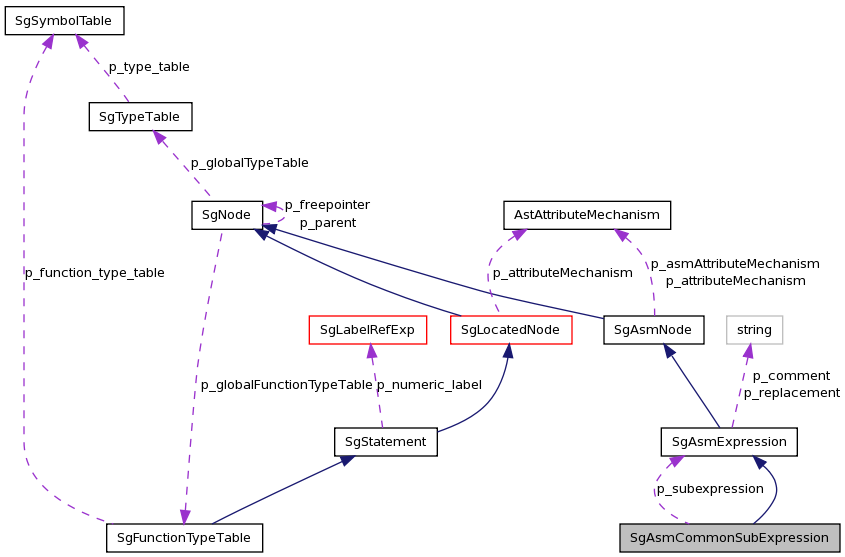 SgSymbolTable
p_type_table
SgTypeTable
p_globalTypeTable
SgNode
p_freepointer
p_parent
AstAttributeMechanism
p_function_type_table
p_attributeMechanism
p_asmAttributeMechanism
p_attributeMechanism
SgLabelRefExp
SgLocatedNode
SgAsmNode
string
p_globalFunctionTypeTable
p_numeric_label
p_comment
p_replacement
SgStatement
SgAsmExpression
p_subexpression
SgFunctionTypeTable
SgAsmCommonSubExpression